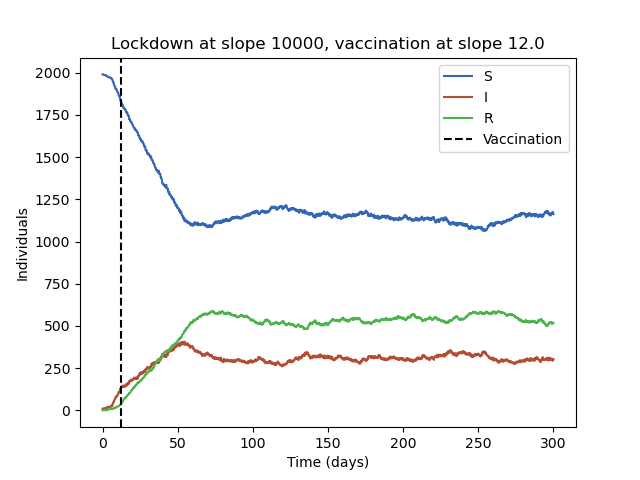 Lockdown at slope 10000, vaccination at slope 12.0
2000
1750
1500
1250
1000
750
500
250
0
Individuals
S
I
R
Vaccination
0 50 100 150 200 250 300
Time (days)